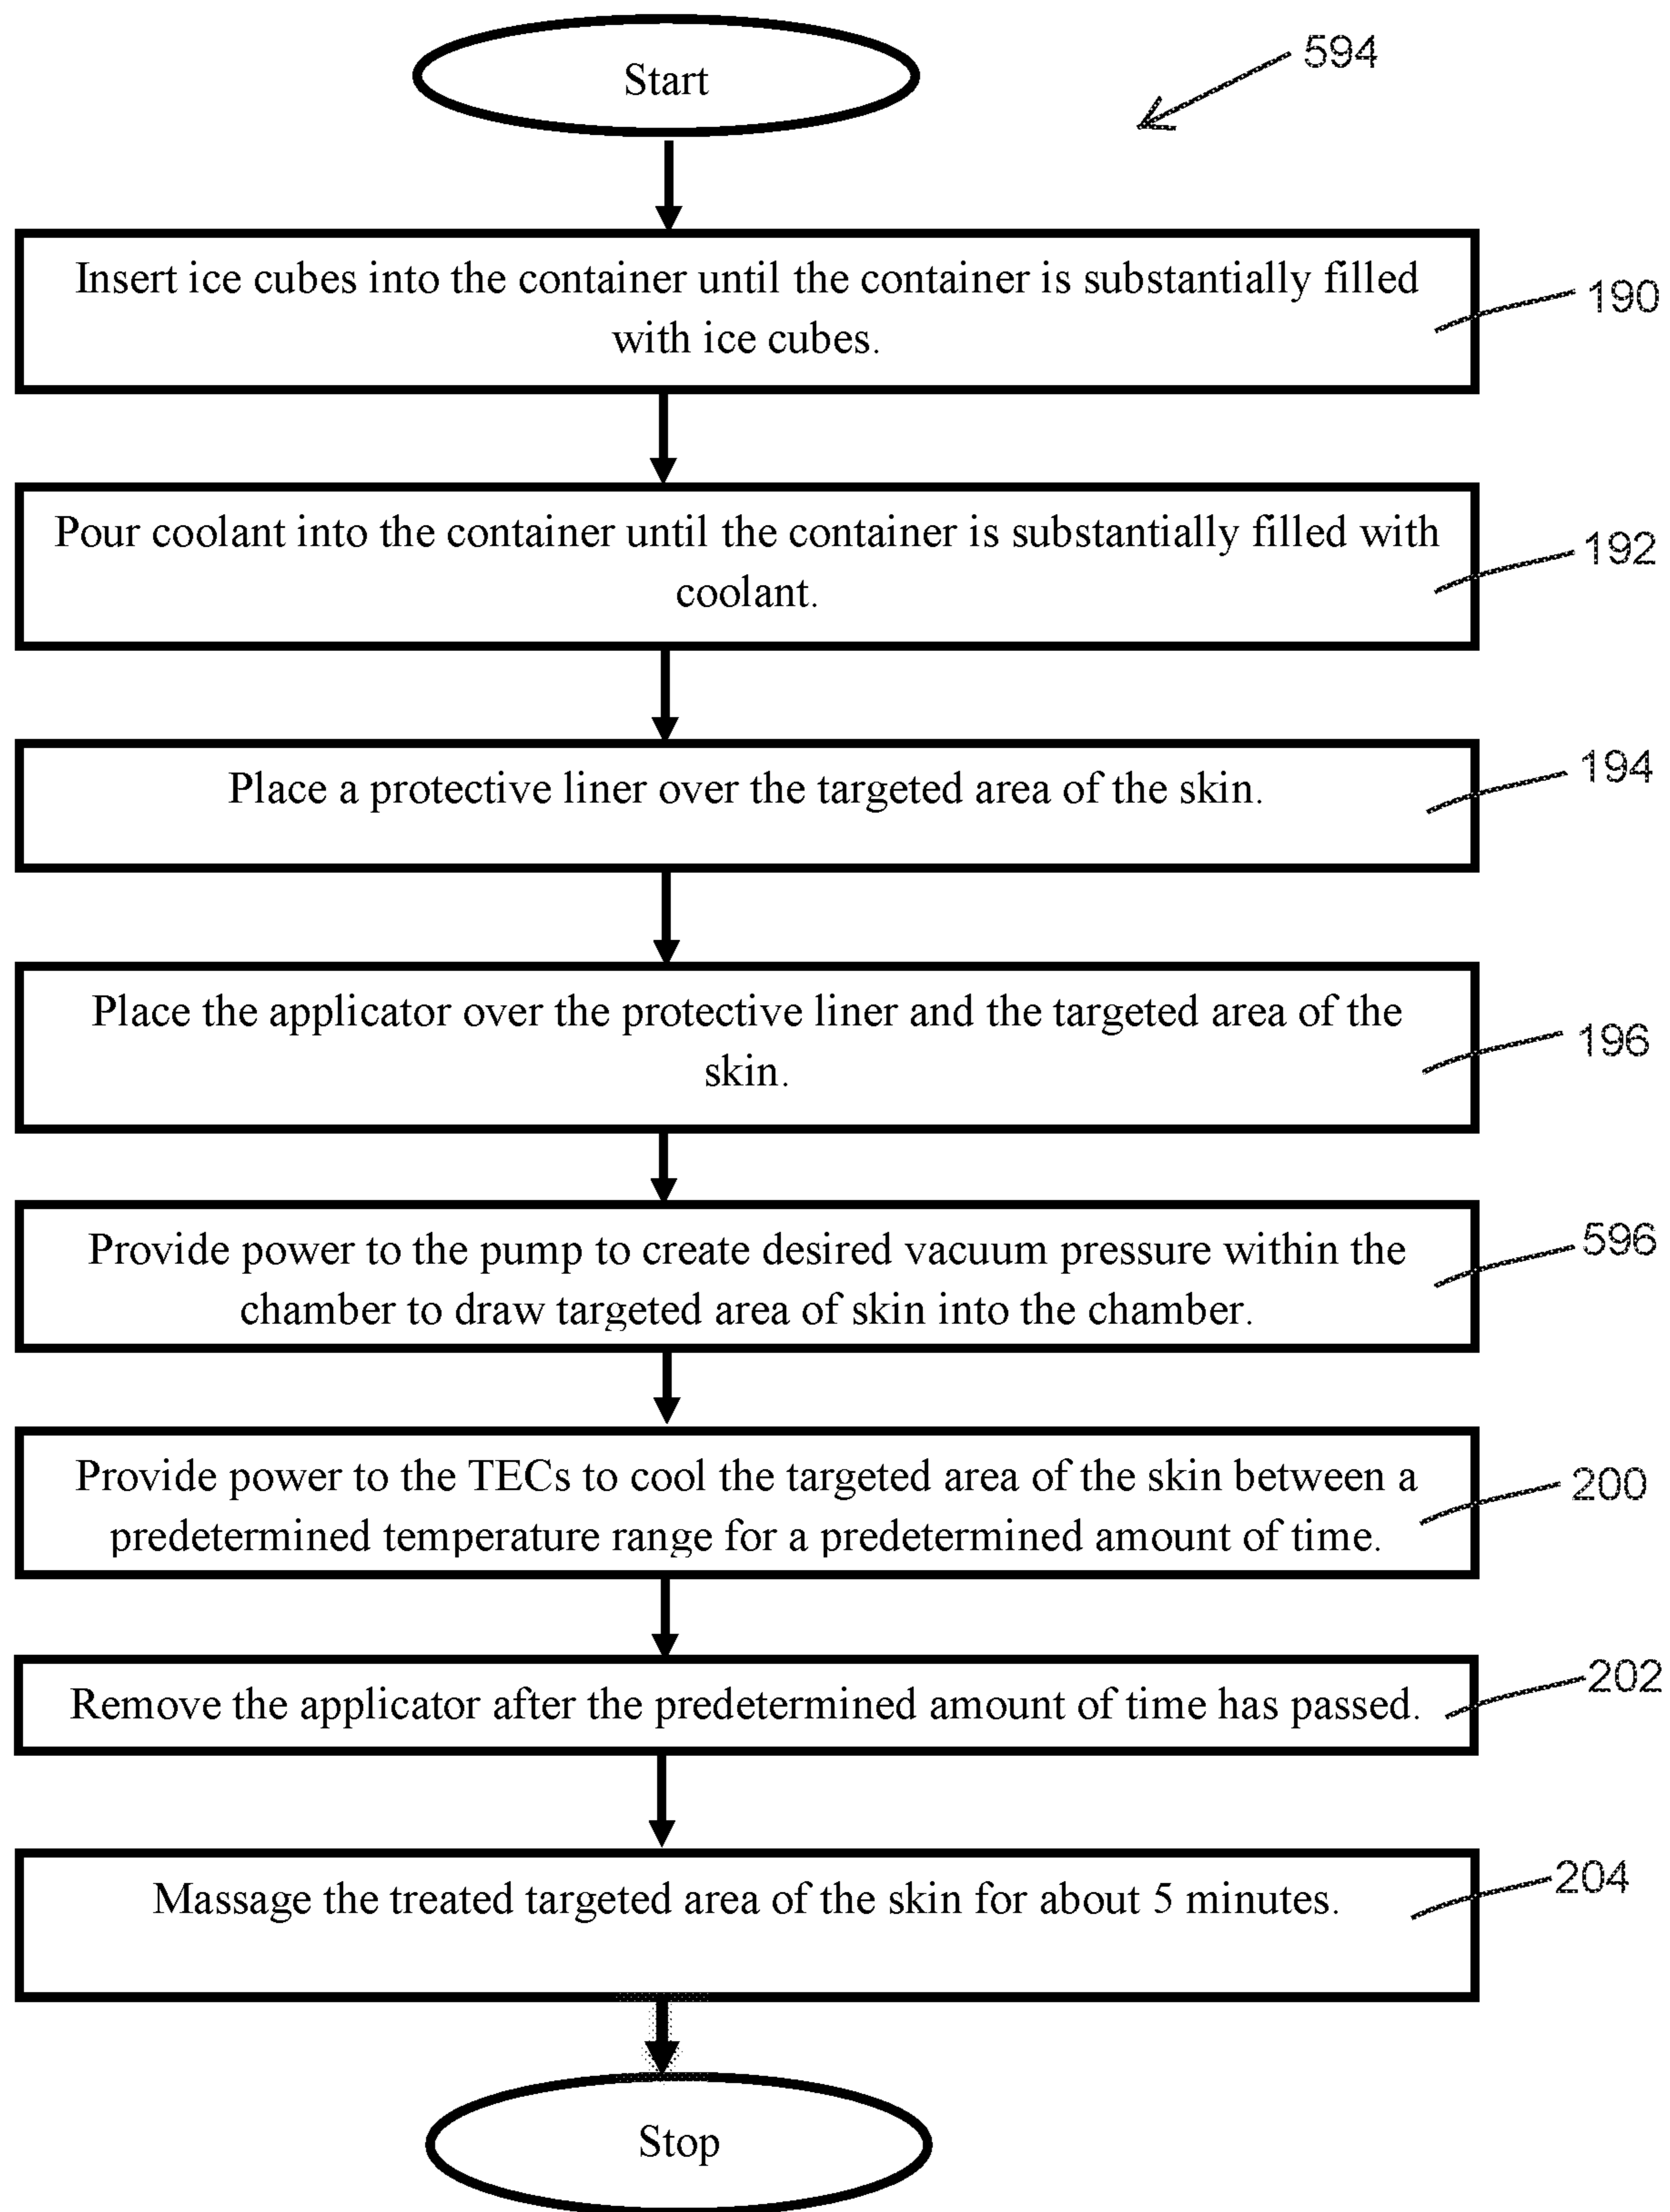 Start
594
Insert ice cubes into the container until the container is substantially filled
with ice cubes.
190
Pour coolant into the container until the container is substantially filled with
coolant.
192
Place a protective liner over the targeted area of the skin.
194
Place the applicator over the protective liner and the targeted area of the
skin.
196
Provide power to the pump to create desired vacuum pressure within the
chamber to draw targeted area of skin into the chamber.
596
Provide power to the TECs to cool the targeted area of the skin between a
predetermined temperature range for a predetermined amount of time.
200
Remove the applicator after the predetermined amount of time has passed.
202
Massage the treated targeted area of the skin for about 5 minutes.
204
Stop